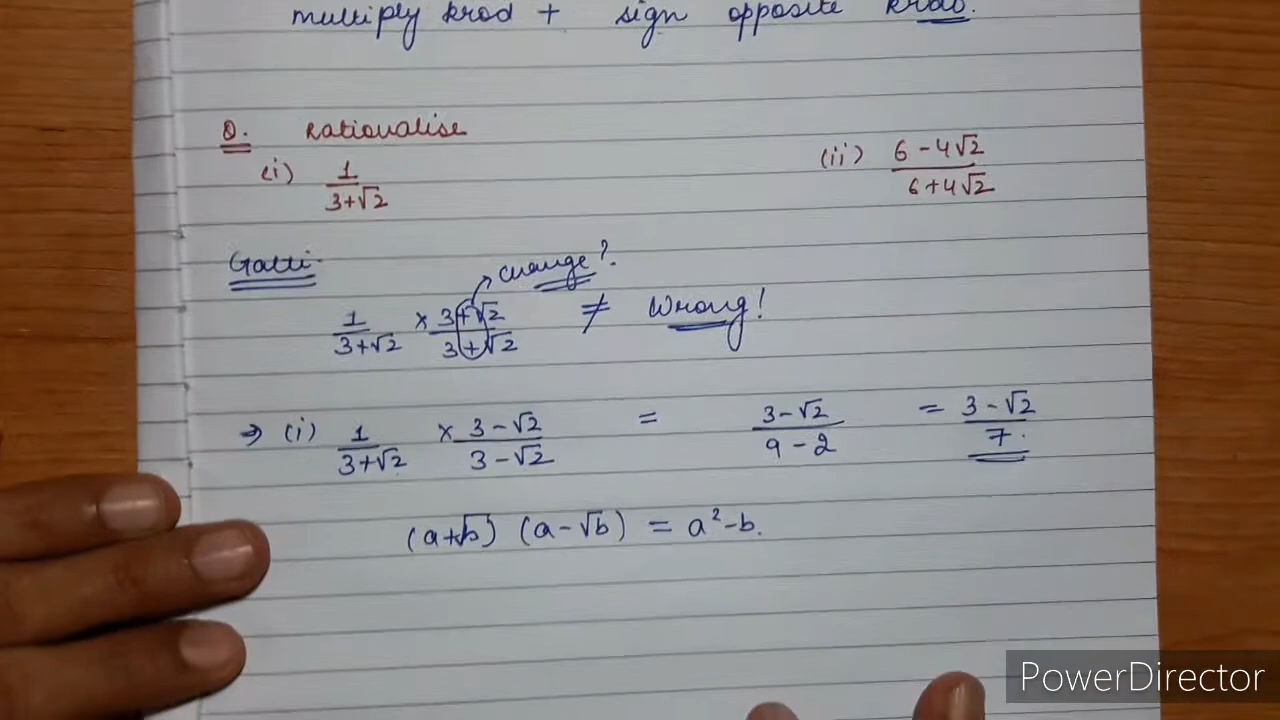 multiply krod + sign opposite krdo.
Q. Rationalise
(i) 1/(3+√2) (ii) (6-4√2)/(6+4√2)
Galti change?
1/(3+√2) × (3+√2)/(3+√2) ≠ Wrong!
⇒ (i) 1/(3+√2) × (3-√2)/(3-√2) = (3-√2)/(9-2) = (3-√2)/7.
(a+√b) (a-√b) = a²-b.
PowerDirector